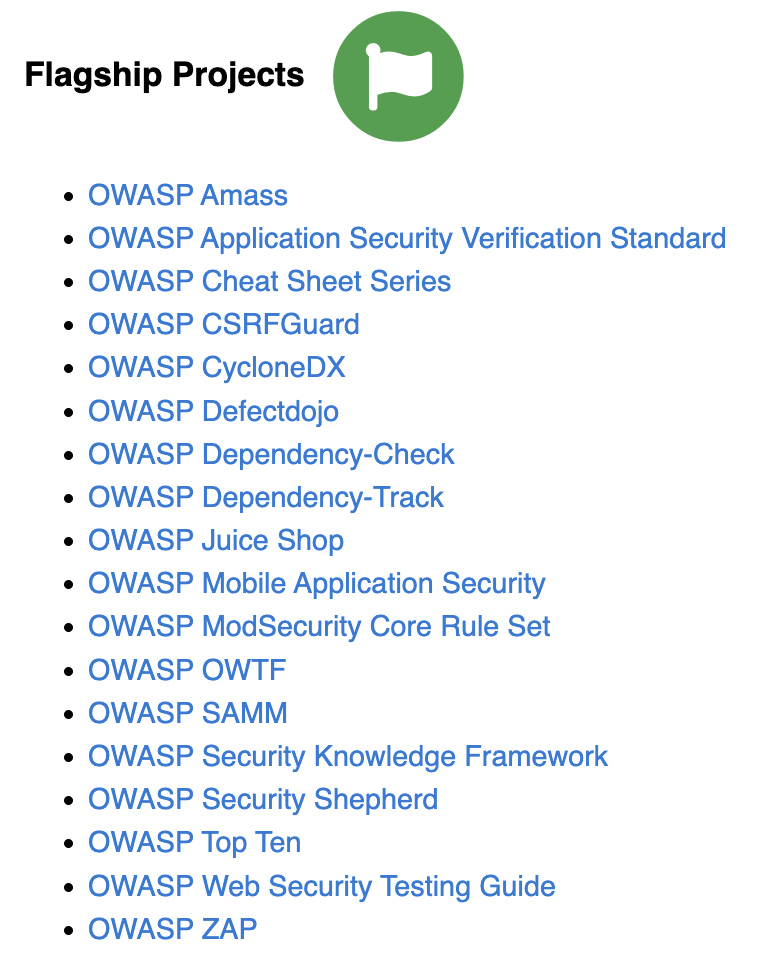 Flagship Projects
• OWASP Amass
• OWASP Application Security Verification Standard
• OWASP Cheat Sheet Series
• OWASP CSRFGuard
• OWASP CycloneDX
• OWASP Defectdojo
• OWASP Dependency-Check
• OWASP Dependency-Track
• OWASP Juice Shop
• OWASP Mobile Application Security
• OWASP ModSecurity Core Rule Set
• OWASP OWTF
• OWASP SAMM
• OWASP Security Knowledge Framework
• OWASP Security Shepherd
• OWASP Top Ten
• OWASP Web Security Testing Guide
• OWASP ZAP